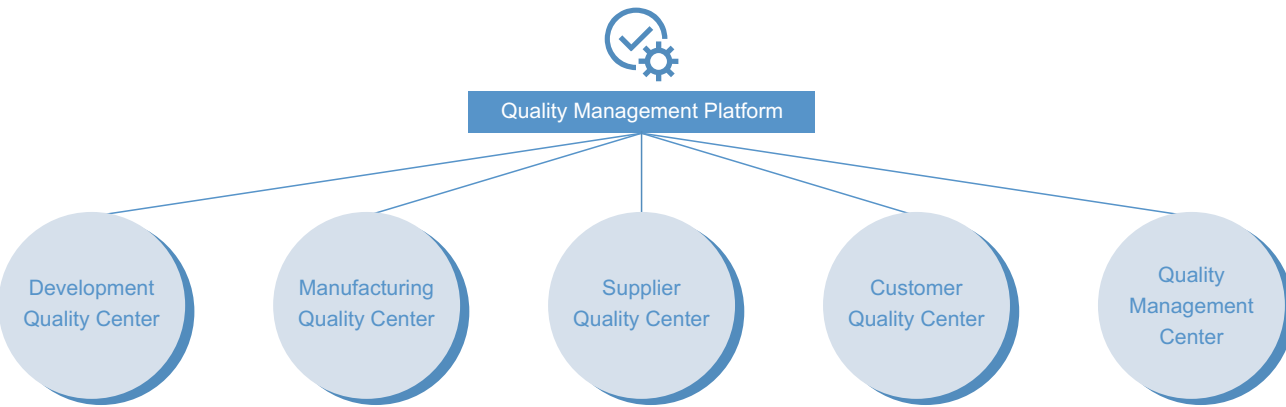 Quality Management Platform
Development
Quality Center
Manufacturing
Quality Center
Supplier
Quality Center
Customer
Quality Center
Quality
Management
Center